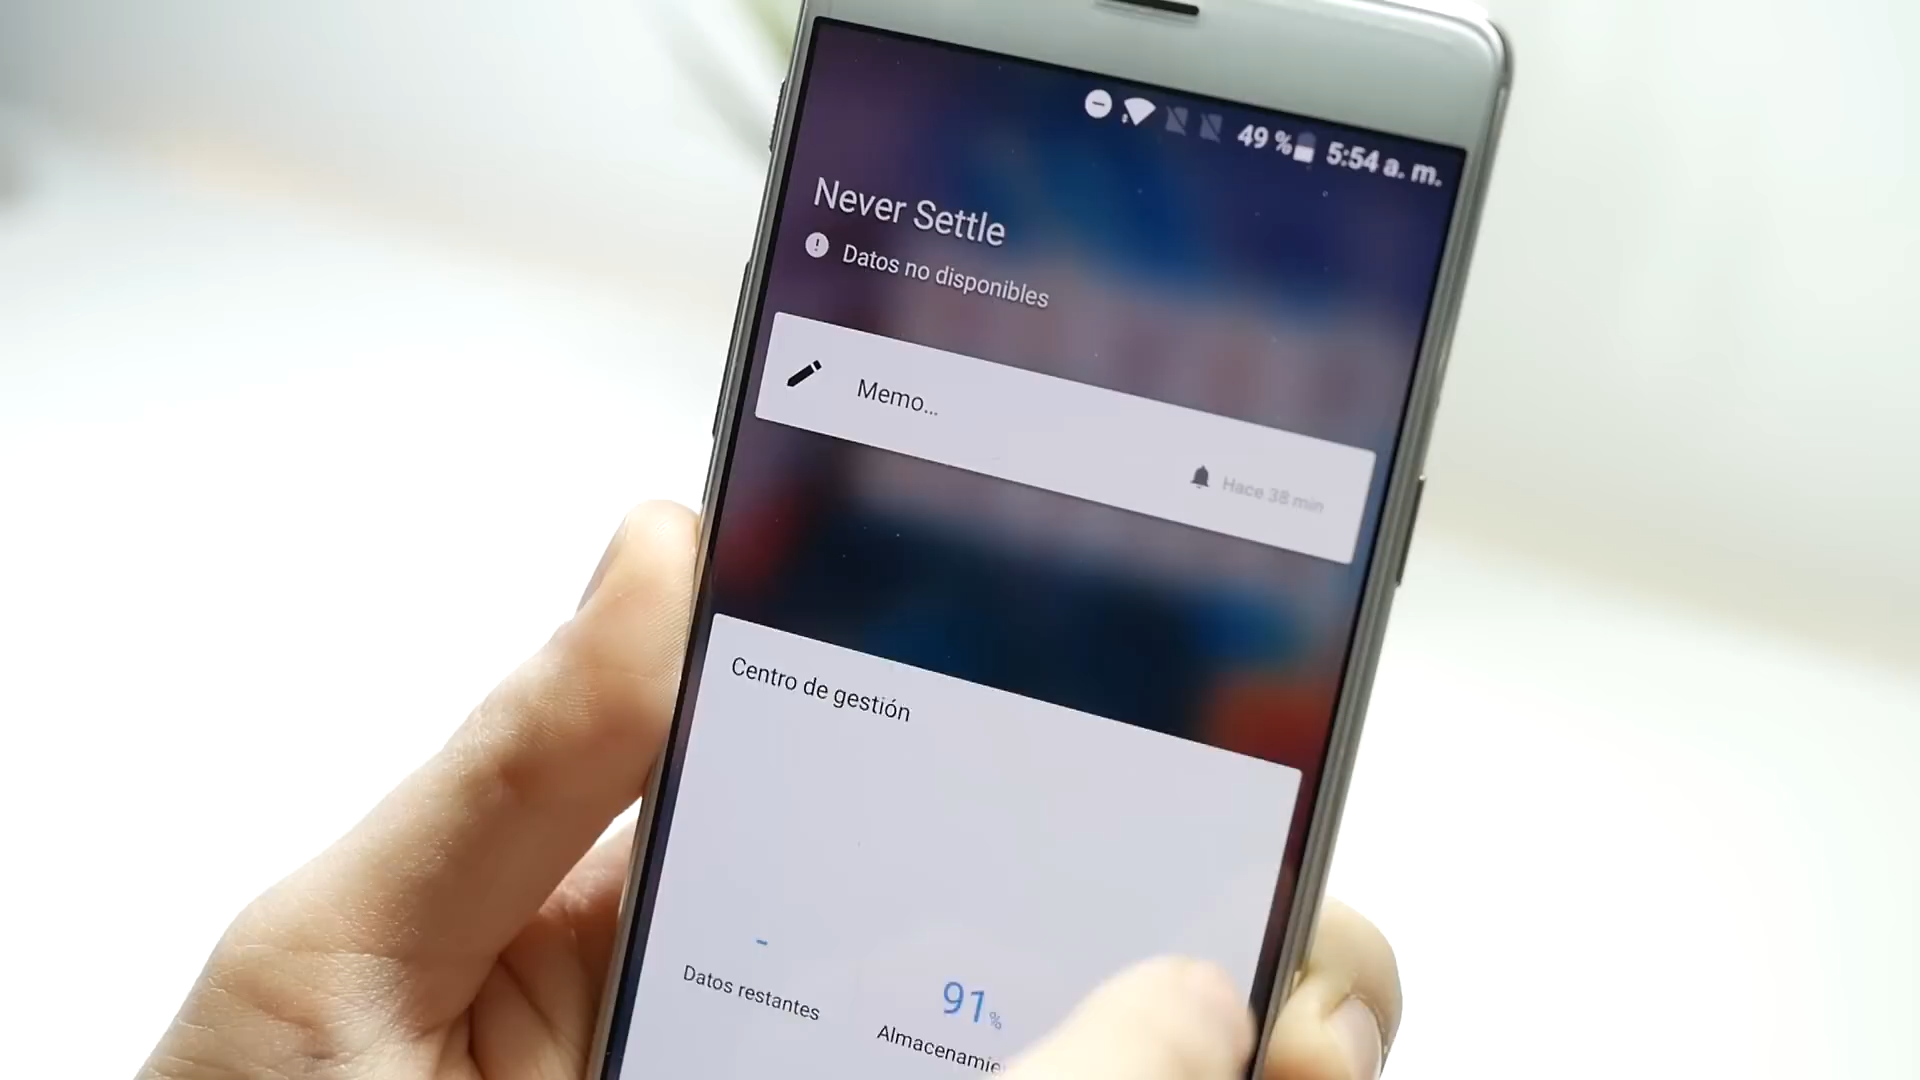 49 % 5:54 a. m.
Never Settle
Datos no disponibles
Memo...
Hace 38 min
Centro de gestión
-
Datos restantes
91%
Almacenamie